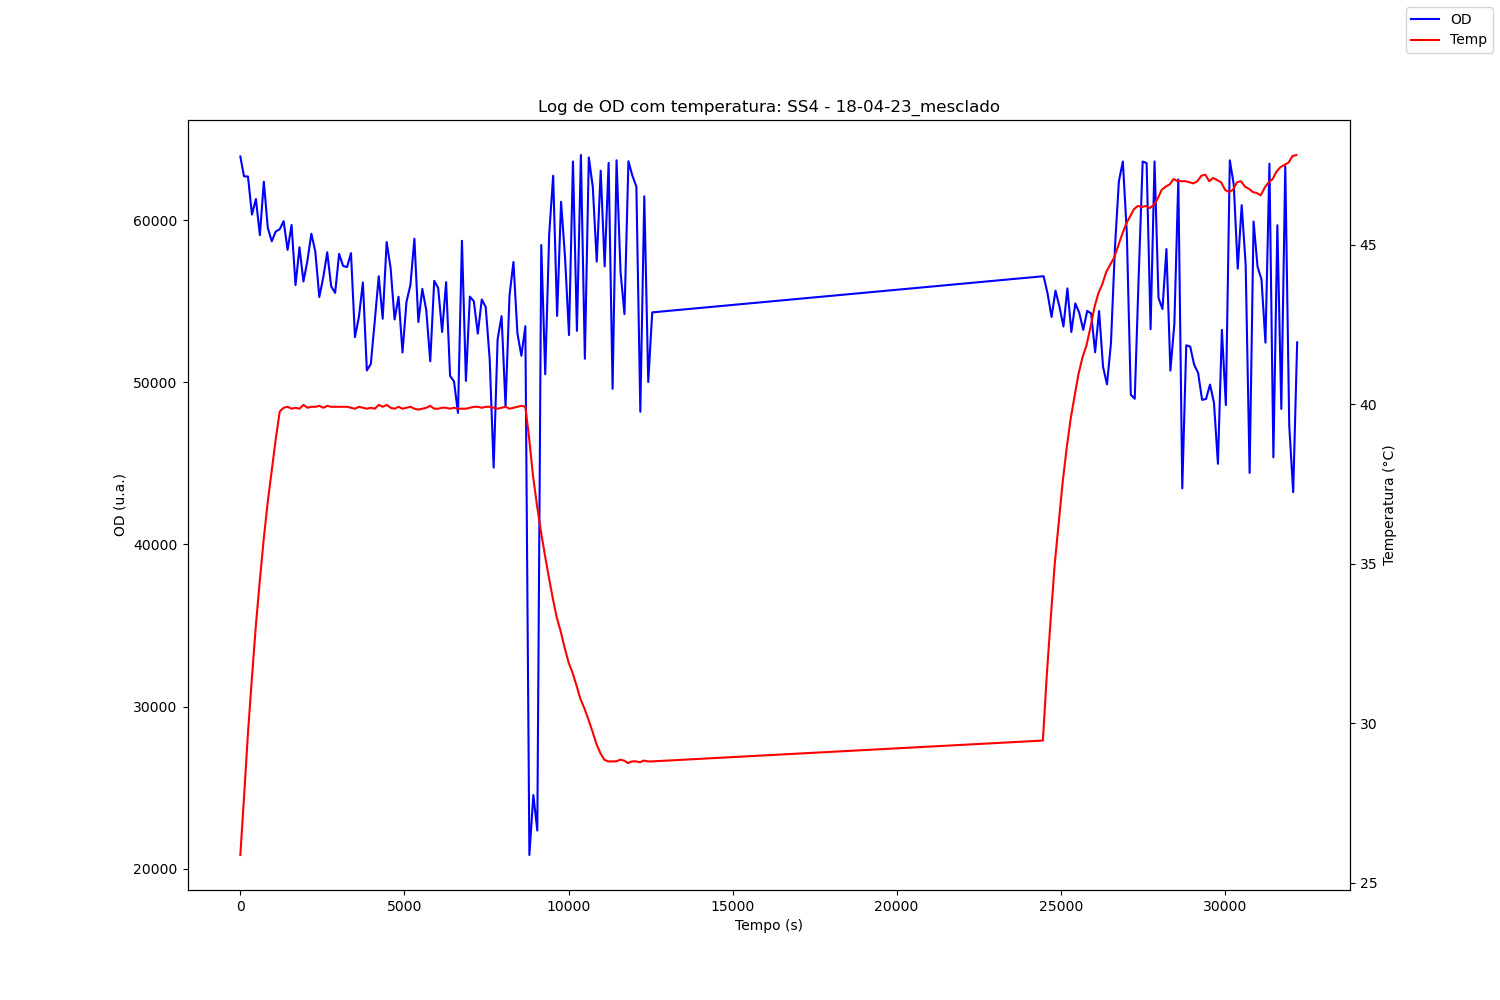 OD
Temp
Log de OD com temperatura: SS4 - 18-04-23_mesclado
60000
50000
40000
30000
20000
OD (u.a.)
45
40
35
30
25
Temperatura (°C)
0
5000
10000
15000
20000
25000
30000
Tempo (s)